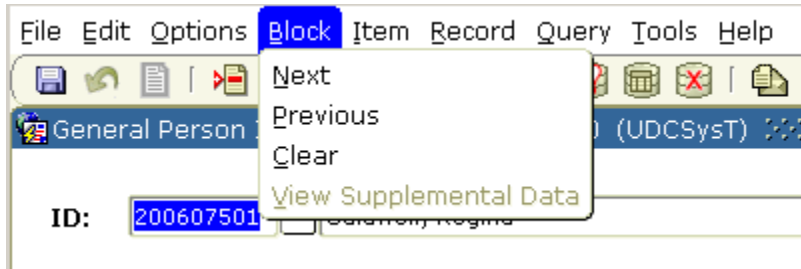 File Edit Options Block Item Record Query Tools Help
Next
Previous
General Person ) (UDCSysT)
Clear
View Supplemental Data
ID: 200607501